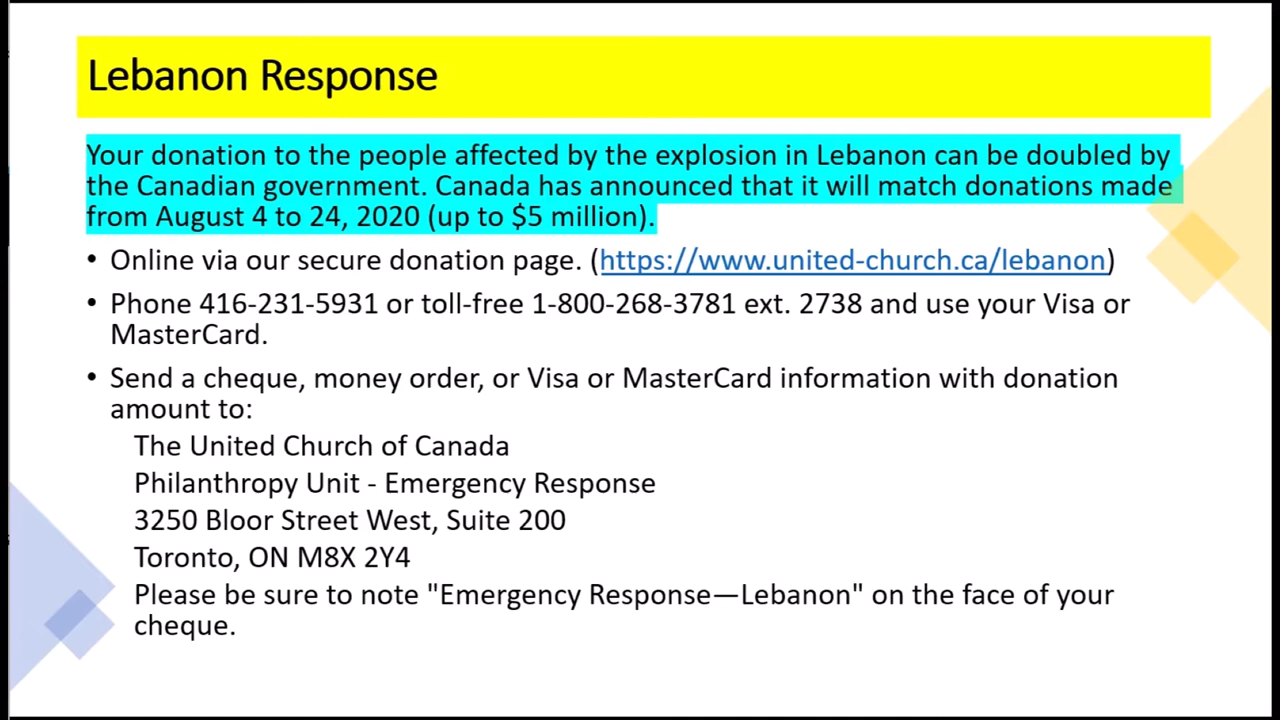 Lebanon Response
Your donation to the people affected by the explosion in Lebanon can be doubled by
the Canadian government. Canada has announced that it will match donations made
from August 4 to 24, 2020 (up to $5 million).
• Online via our secure donation page. (https://www.united-church.ca/lebanon)
• Phone 416-231-5931 or toll-free 1-800-268-3781 ext. 2738 and use your Visa or
MasterCard.
• Send a cheque, money order, or Visa or MasterCard information with donation
amount to:
The United Church of Canada
Philanthropy Unit - Emergency Response
3250 Bloor Street West, Suite 200
Toronto, ON M8X 2Y4
Please be sure to note "Emergency Response—Lebanon" on the face of your
cheque.